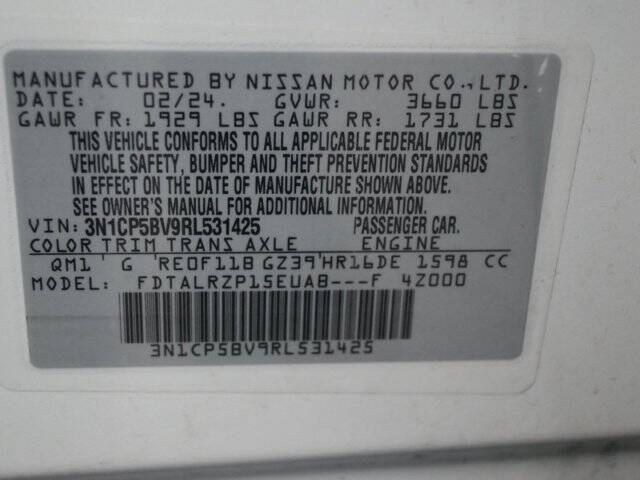 MANUFACTURED BY NISSAN MOTOR CO.,LTD.
DATE: 02/24. GVWR: 3660 LBS
GAWR FR: 1929 LBS GAWR RR: 1731 LBS
THIS VEHICLE CONFORMS TO ALL APPLICABLE FEDERAL MOTOR
VEHICLE SAFETY, BUMPER AND THEFT PREVENTION STANDARDS
IN EFFECT ON THE DATE OF MANUFACTURE SHOWN ABOVE.
SEE OWNER'S MANUAL FOR ADDITIONAL INFORMATION.
VIN: 3N1CP5BV9RL531425 PASSENGER CAR.
COLOR TRIM TRANS AXLE ENGINE
QM1 G RE0F11B GZ39 HR16DE 1598 CC
MODEL: FDTALRZP15EUAB---F 4Z000
3N1CP5BV9RL531425